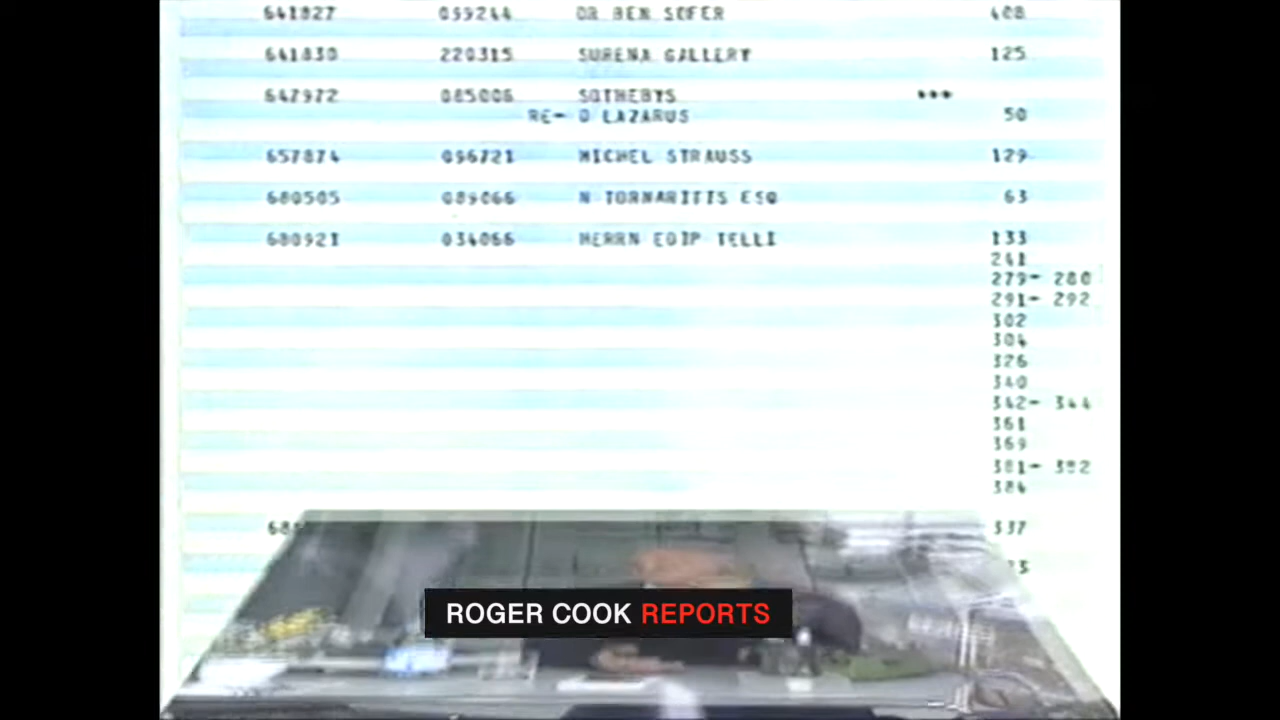 641827 059244 DR BEN SOFER 408
641830 220315 SURENA GALLERY 125
647972 085006 SOTHEBYS ***
RE- O LAZARUS 50
657874 096721 MICHEL STRAUSS 129
680505 089066 N TORNARITIS ESQ 63
680921 034066 HERRN EDIP TELLI 133
241
279- 280
291- 292
302
304
326
340
342- 344
361
369
381- 382
384
337
ROGER COOK REPORTS